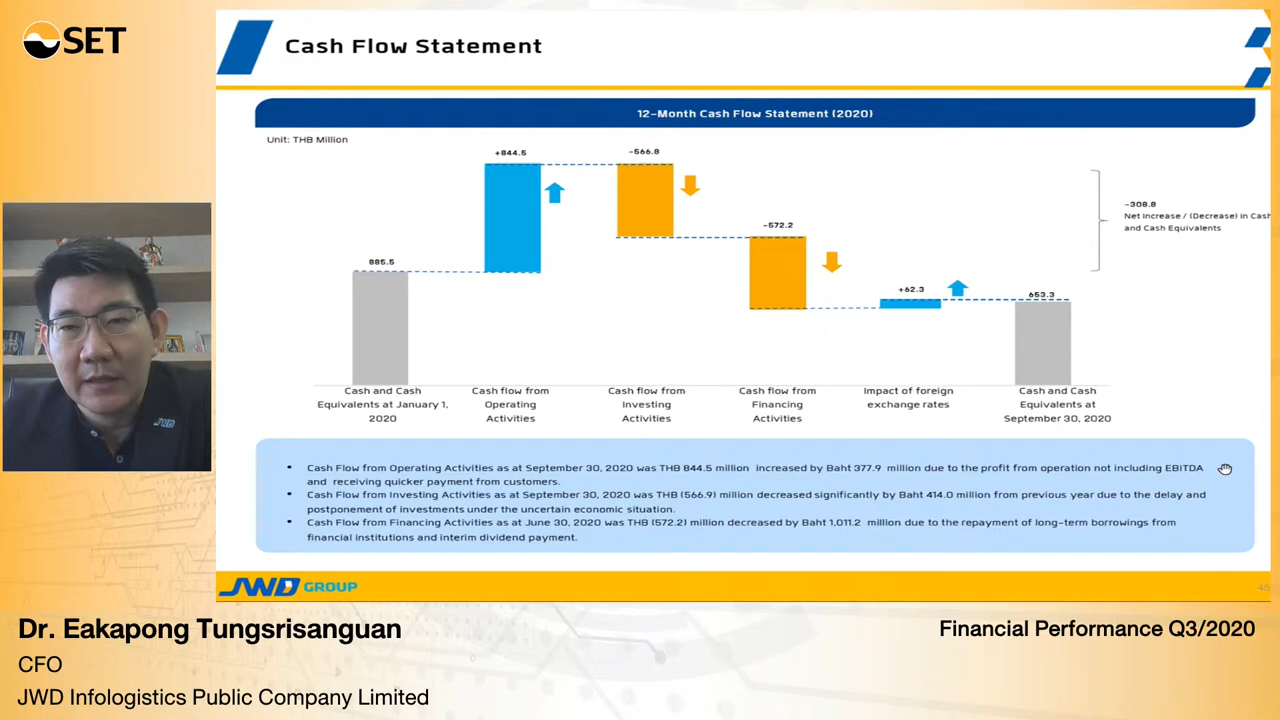 SET
Cash Flow Statement
12-Month Cash Flow Statement (2020)
Unit: THB Million
+844.5
-566.8
-572.2
885.5
+62.3
653.3
-308.8
Net Increase / (Decrease) in Cash
and Cash Equivalents
Cash and Cash
Equivalents at January 1,
2020
Cash flow from
Operating
Activities
Cash flow from
Investing
Activities
Cash flow from
Financing
Activities
Impact of foreign
exchange rates
Cash and Cash
Equivalents at
September 30, 2020
• Cash Flow from Operating Activities as at September 30, 2020 was THB 844.5 million increased by Baht 377.9 million due to the profit from operation not including EBITDA
and receiving quicker payment from customers.
• Cash Flow from Investing Activities as at September 30, 2020 was THB (566.9) million decreased significantly by Baht 414.0 million from previous year due to the delay and
postponement of investments under the uncertain economic situation.
• Cash Flow from Financing Activities as at June 30, 2020 was THB (572.2) million decreased by Baht 1,011.2 million due to the repayment of long-term borrowings from
financial institutions and interim dividend payment.
JWD GROUP
45
JWD
Dr. Eakapong Tungsrisanguan
CFO
JWD Infologistics Public Company Limited
Financial Performance Q3/2020